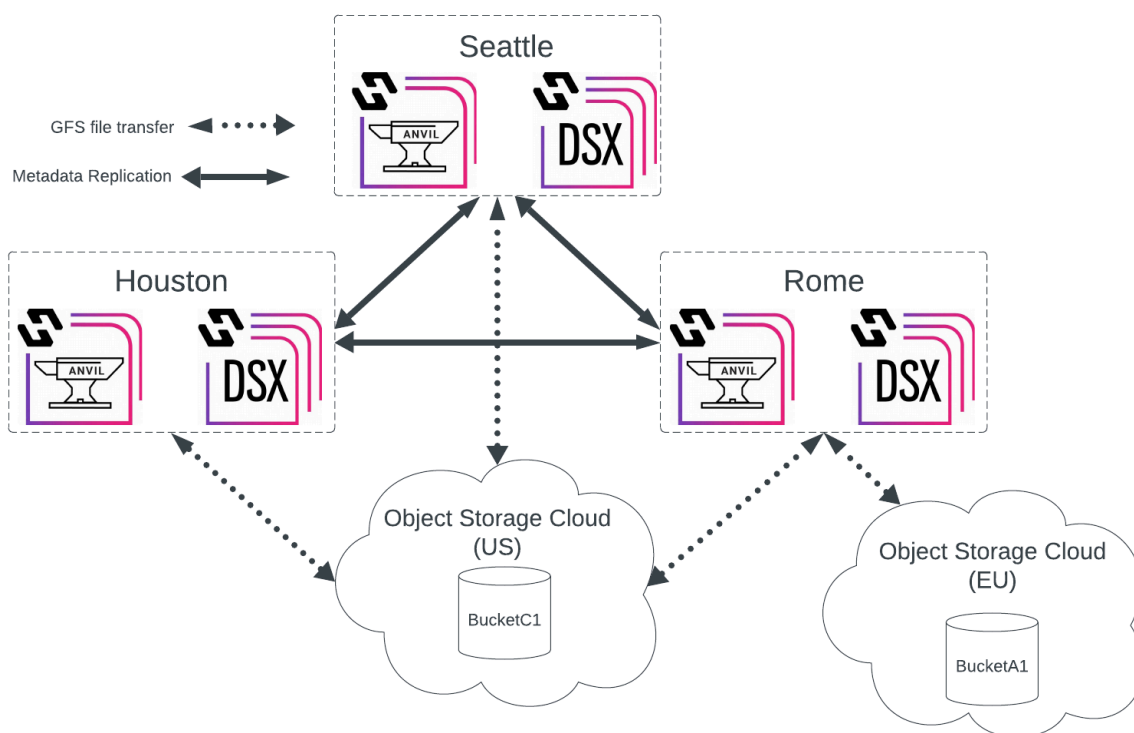 Seattle
ANVIL
DSX
GFS file transfer
Metadata Replication
Houston
ANVIL
DSX
Rome
ANVIL
DSX
Object Storage Cloud
(US)
BucketC1
Object Storage Cloud
(EU)
BucketA1